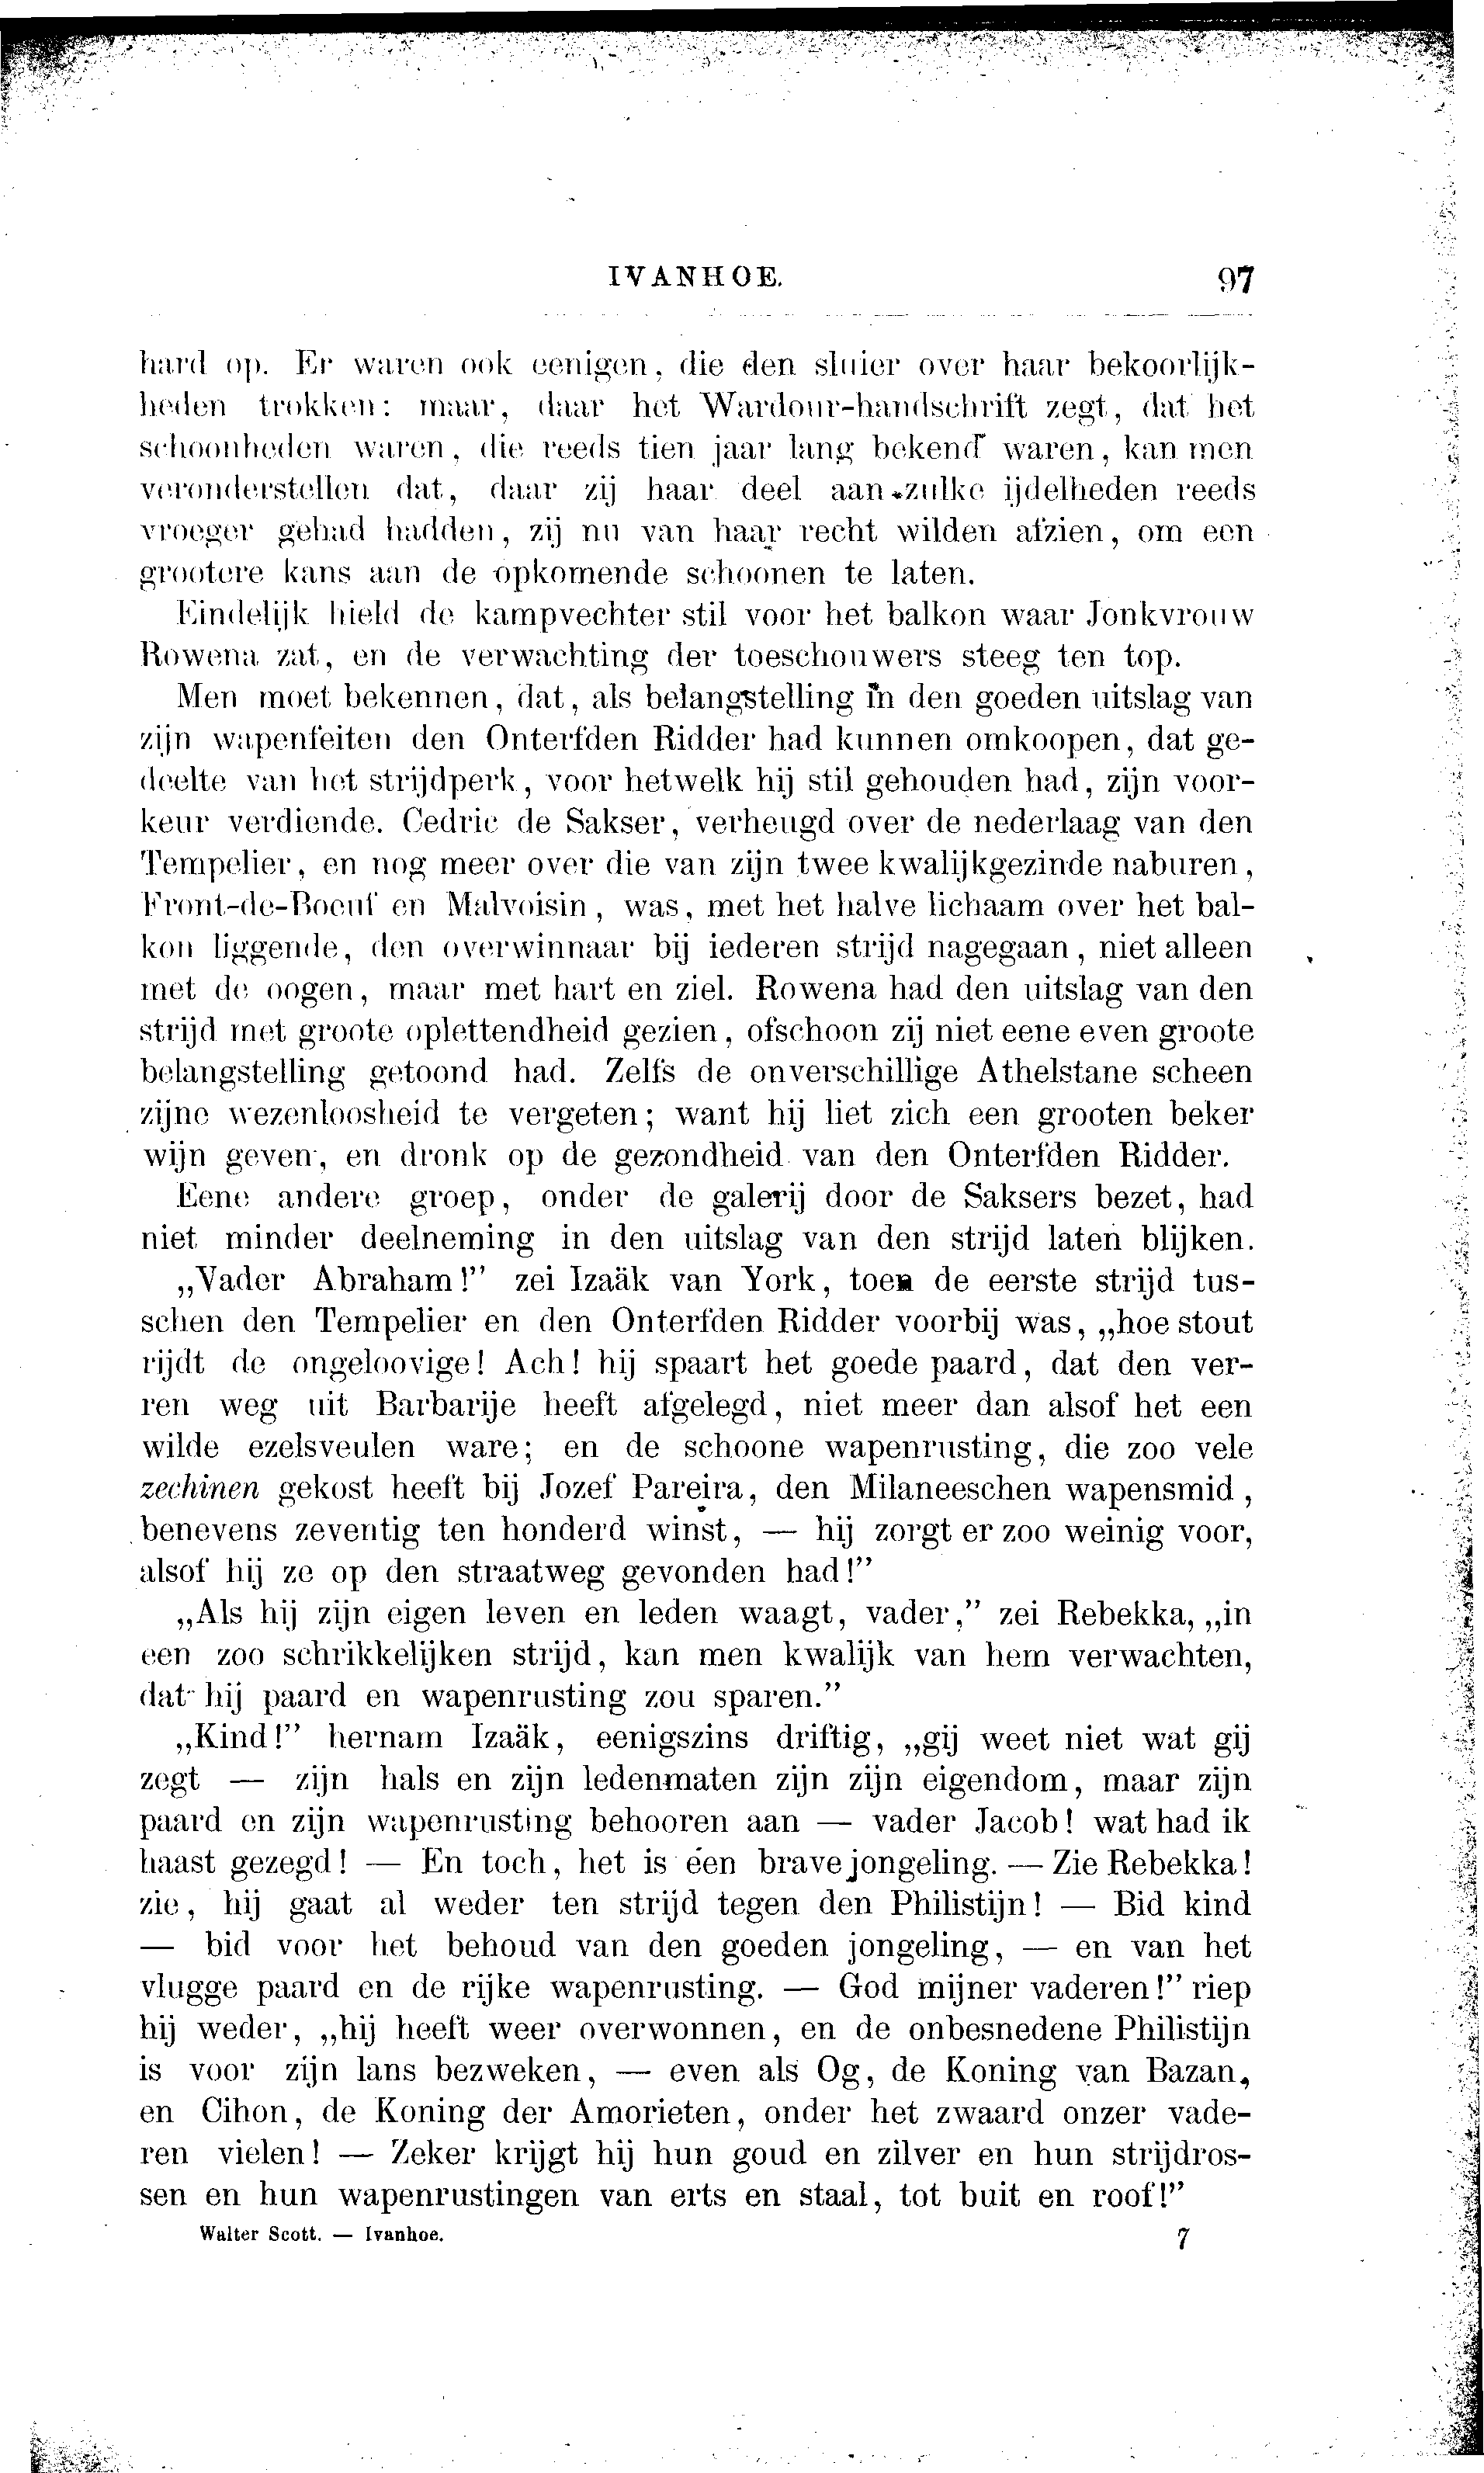 IVANHOE. 97
hard op. Er waren ook eenigen, die den sluier over haar bekoorlijk-
heden trokken: maar, daar het Wardour-handschrift zegt, dat het
schoonheden waren, die reeds tien jaar lang bekend waren, kan men
veronderstellen dat, daar zij haar deel aan zulke ijdelheden reeds
vroeger gehad hadden, zij nu van haar recht wilden afzien, om een
grootere kans aan de opkomende schoonen te laten.
Eindelijk hield de kampvechter stil voor het balkon waar Jonkvrouw
Rowena zat, en de verwachting der toeschouwers steeg ten top.
Men moet bekennen, dat, als belangstelling in den goeden uitslag van
zijn wapenfeiten den Onterfden Ridder had kunnen omkoopen, dat ge-
deelte van het strijdperk, voor hetwelk hij stil gehouden had, zijn voor-
keur verdiende. Cedric de Sakser, verheugd over de nederlaag van den
Tempelier, en nog meer over die van zijn twee kwalijkgezinde naburen,
Front-de-Boeuf en Malvoisin, was, met het halve lichaam over het bal-
kon liggende, den overwinnaar bij iederen strijd nagegaan, niet alleen
met de oogen, maar met hart en ziel. Rowena had den uitslag van den
strijd met groote oplettendheid gezien, ofschoon zij niet eene even groote
belangstelling getoond had. Zelfs de onverschillige Athelstane scheen
zijne wezenloosheid te vergeten; want hij liet zich een grooten beker
wijn geven, en dronk op de gezondheid van den Onterfden Ridder.
Eene andere groep, onder de galerij door de Saksers bezet, had
niet minder deelneming in den uitslag van den strijd laten blijken.
„Vader Abraham!” zei Izaäk van York, toen de eerste strijd tus-
schen den Tempelier en den Onterfden Ridder voorbij was, „hoe stout
rijdt de ongeloovige! Ach! hij spaart het goede paard, dat den ver-
ren weg uit Barbarije heeft afgelegd, niet meer dan alsof het een
wilde ezelsveulen ware; en de schoone wapenrusting, die zoo vele
zechinen gekost heeft bij Jozef Pareira, den Milaneeschen wapensmid,
benevens zeventig ten honderd winst, — hij zorgt er zoo weinig voor,
alsof hij ze op den straatweg gevonden had!”
„Als hij zijn eigen leven en leden waagt, vader,” zei Rebekka, „in
een zoo schrikkelijken strijd, kan men kwalijk van hem verwachten,
dat hij paard en wapenrusting zou sparen.”
„Kind!” hernam Izaäk, eenigszins driftig, „gij weet niet wat gij
zegt — zijn hals en zijn ledenmaten zijn zijn eigendom, maar zijn
paard en zijn wapenrusting behooren aan — vader Jacob! wat had ik
haast gezegd! — En toch, het is een brave jongeling. — Zie Rebekka!
zie, hij gaat al weder ten strijd tegen den Philistijn! — Bid kind
— bid voor het behoud van den goeden jongeling, — en van het
vlugge paard en de rijke wapenrusting. — God mijner vaderen!” riep
hij weder, „hij heeft weer overwonnen, en de onbesnedene Philistijn
is voor zijn lans bezweken, — even als Og, de Koning van Bazan,
en Cihon, de Koning der Amorieten, onder het zwaard onzer vade-
ren vielen! — Zeker krijgt hij hun goud en zilver en hun strijdros-
sen en hun wapenrustingen van erts en staal, tot buit en roof!”
Walter Scott. — Ivanhoe. 7